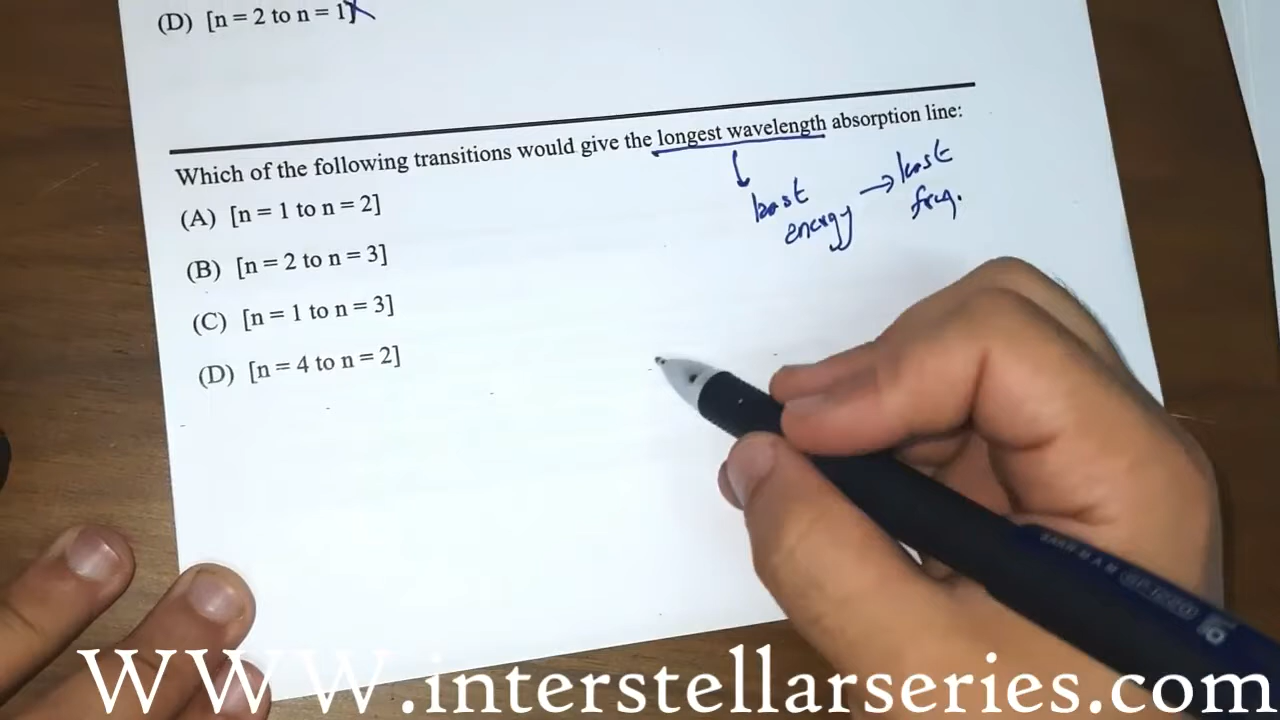 (D) [n = 2 to n = 1]
Which of the following transitions would give the longest wavelength absorption line:
(A) [n = 1 to n = 2]
(B) [n = 2 to n = 3]
(C) [n = 1 to n = 3]
(D) [n = 4 to n = 2]
least
energy
→ least
freq.
WWW.interstellarseries.com